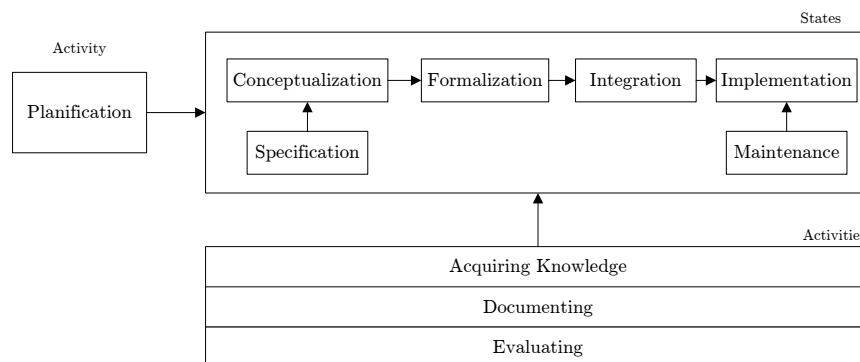 States
Activity
Conceptualization
Formalization
Integration
Implementation
Planification
Specification
Maintenance
Activitie
Acquiring Knowledge
Documenting
Evaluating